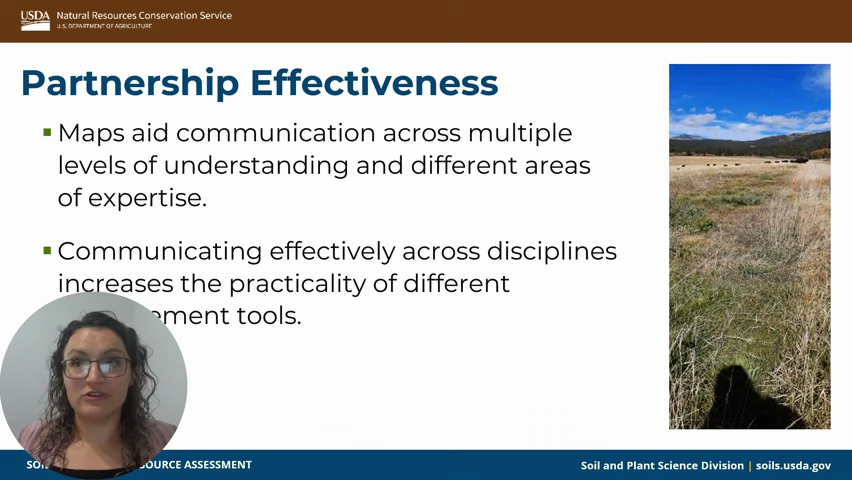 USDA
Natural Resources Conservation Service
U.S. DEPARTMENT OF AGRICULTURE
Partnership Effectiveness
Maps aid communication across multiple
levels of understanding and different areas
of expertise.
Communicating effectively across disciplines
increases the practicality of different
tools.
ASSESSMENT
Soil and Plant Science Division | soils.usda.gov